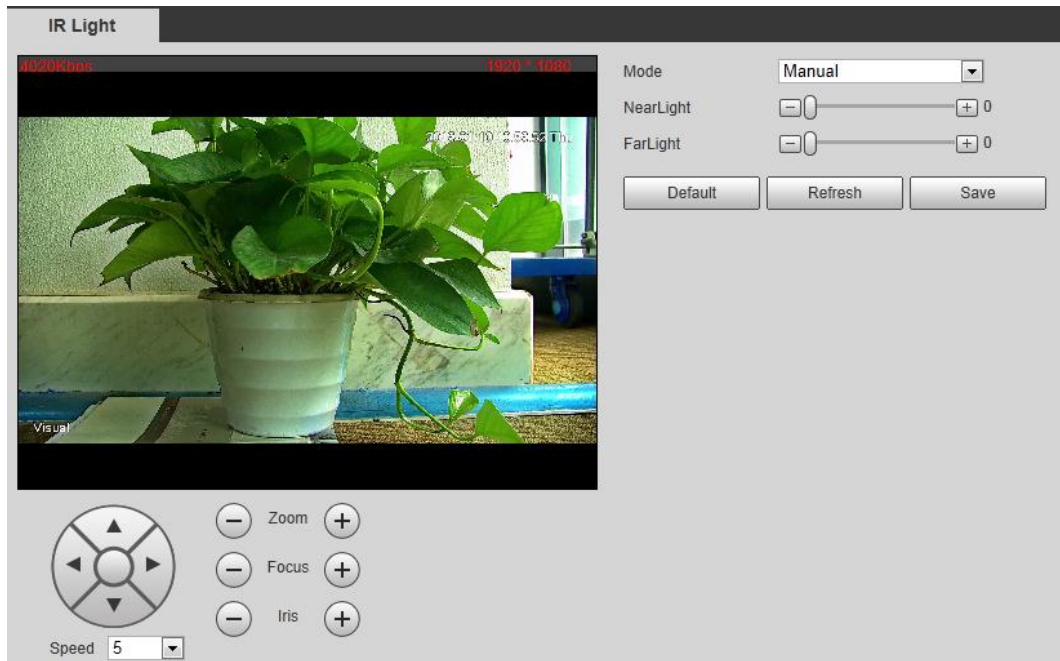 IR Light
4020Kbps 1920 * 1080
Mode Manual
NearLight 0
FarLight 0
Default Refresh Save
Visual
Zoom
Focus
Iris
Speed 5